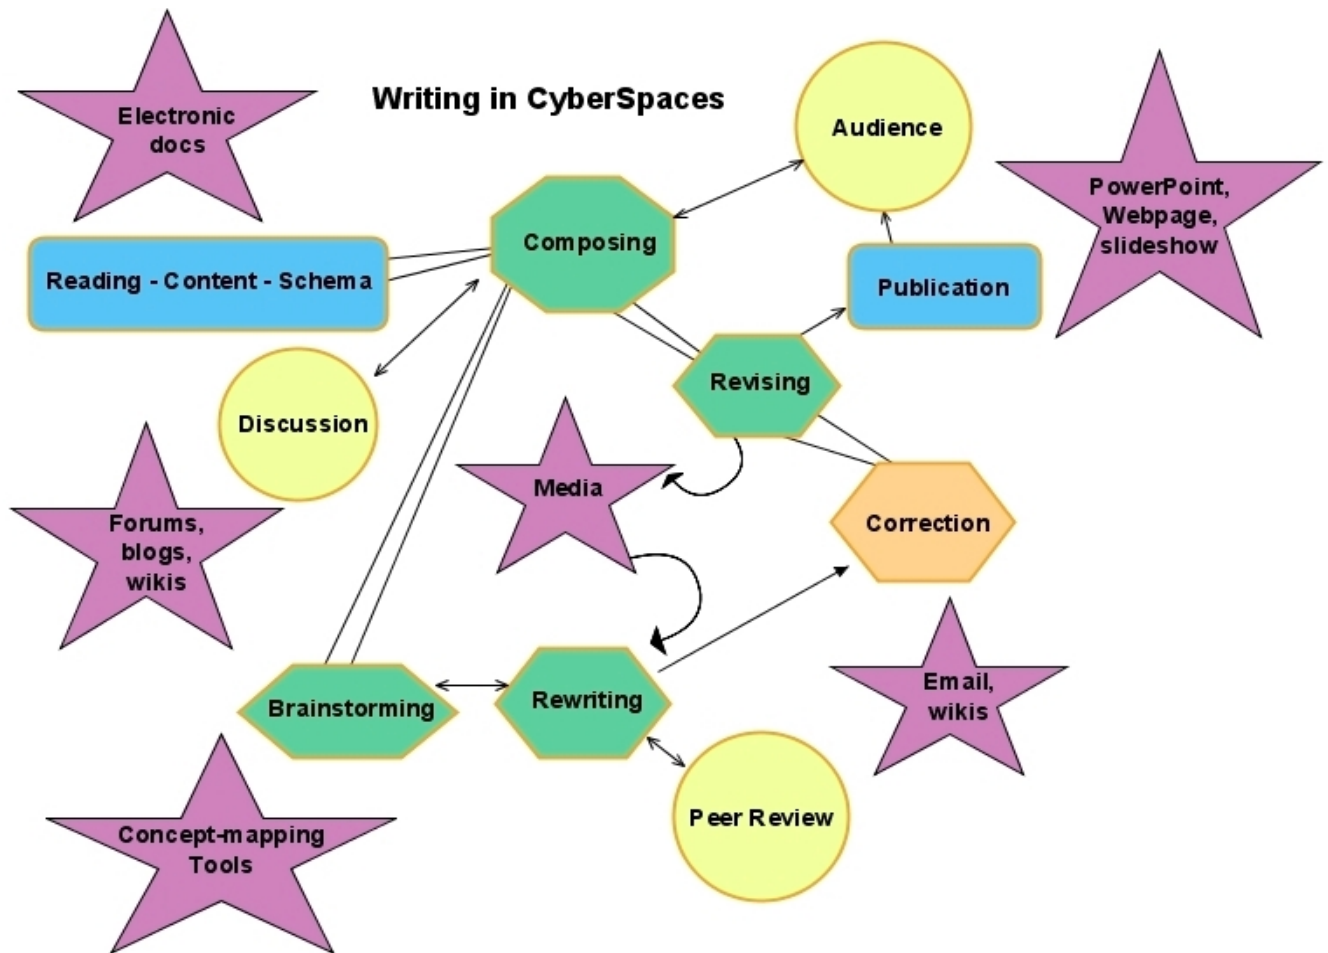 Writing in CyberSpaces
Electronic
docs
Audience
PowerPoint,
Webpage,
slideshow
Composing
Reading - Content - Schema
Publication
Revising
Discussion
Media
Forums,
blogs,
wikis
Correction
Brainstorming
Rewriting
Email,
wikis
Peer Review
Concept-mapping
Tools